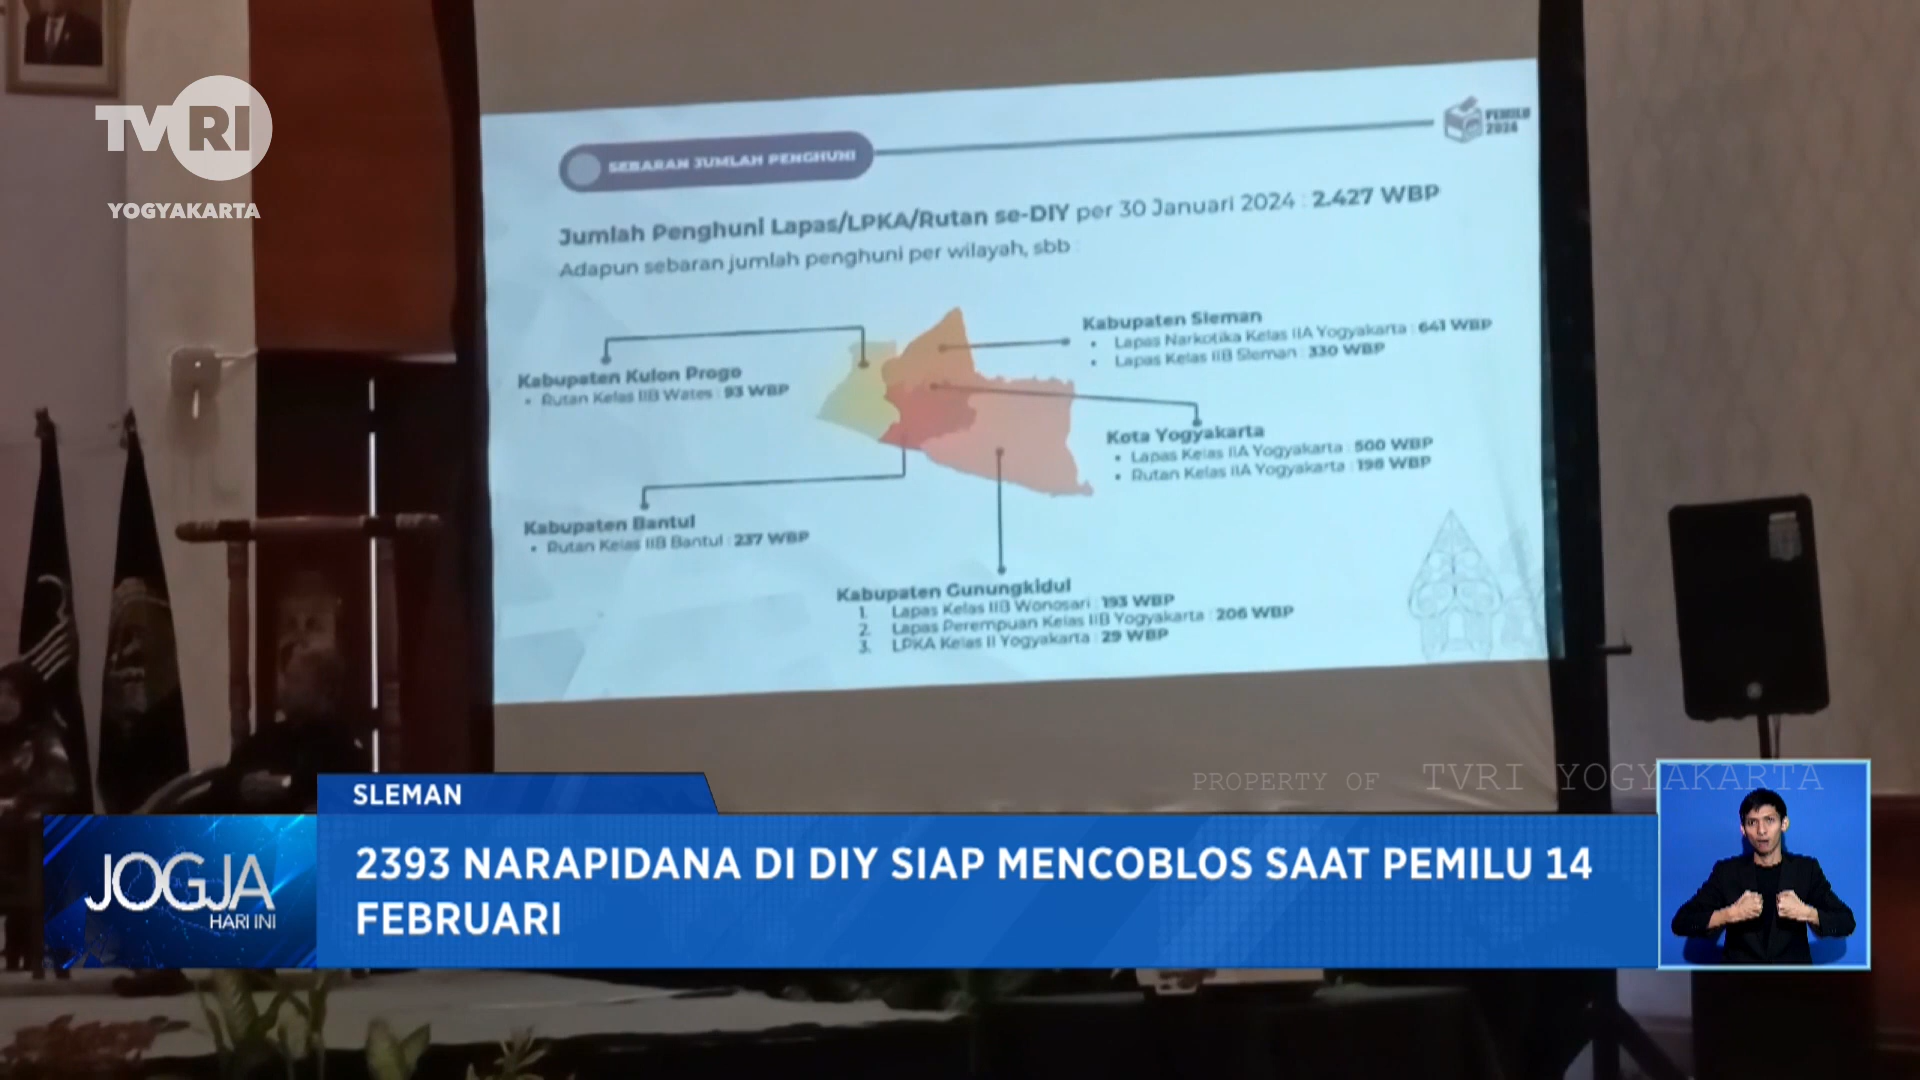 TVRI
YOGYAKARTA
SEBARAN JUMLAH PENGHUNI
PEMILU
2024
Jumlah Penghuni Lapas/LPKA/Rutan se-DIY per 30 Januari 2024 : 2.427 WBP
Adapun sebaran jumlah penghuni per wilayah, sbb
Kabupaten Sleman
• Lapas Narkotika Kelas IIA Yogyakarta : 641 WBP
• Lapas Kelas IIB Sleman : 330 WBP
Kabupaten Kulon Progo
• Rutan Kelas IIB Wates : 93 WBP
Kota Yogyakarta
• Lapas Kelas IIA Yogyakarta : 500 WBP
• Rutan Kelas IIA Yogyakarta : 198 WBP
Kabupaten Bantul
• Rutan Kelas IIB Bantul : 237 WBP
Kabupaten Gunungkidul
1. Lapas Kelas IIB Wonosari : 193 WBP
2. Lapas Perempuan Kelas IIB Yogyakarta : 206 WBP
3. LPKA Kelas II Yogyakarta : 29 WBP
PROPERTY OF TVRI YOGYAKARTA
SLEMAN
JOGJA
HARI INI
2393 NARAPIDANA DI DIY SIAP MENCOBLOS SAAT PEMILU 14
FEBRUARI